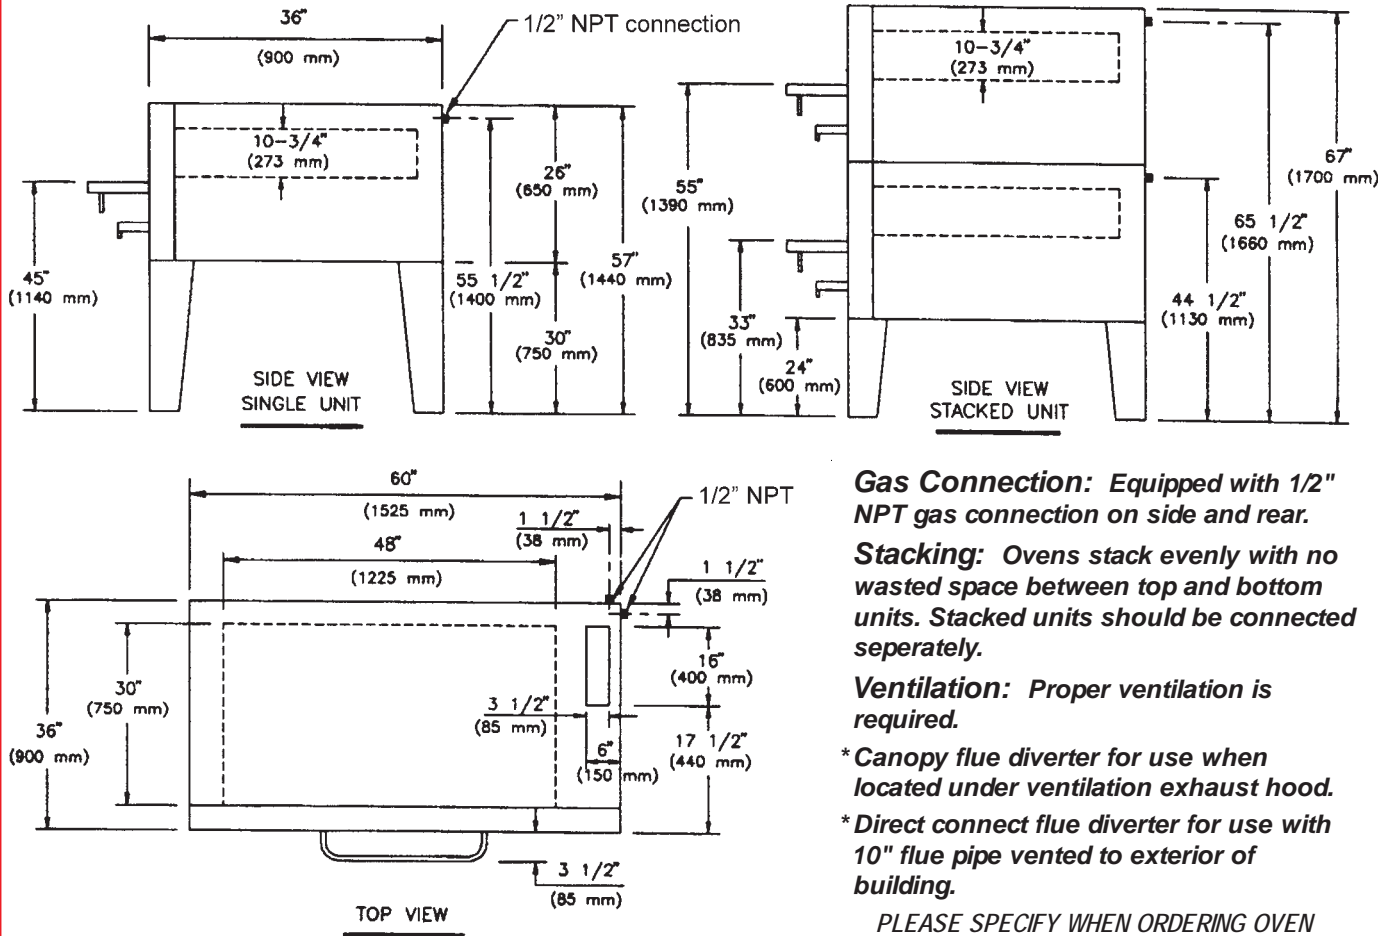 36"
(900 mm)
1/2” NPT connection
10-3/4"
(273 mm)
26"
(650 mm)
45"
(1140 mm)
55 1/2"
(1400 mm)
57"
(1440 mm)
30"
(750 mm)
SIDE VIEW
SINGLE UNIT
10-3/4"
(273 mm)
67"
(1700 mm)
55"
(1390 mm)
65 1/2"
(1660 mm)
44 1/2"
(1130 mm)
33"
(835 mm)
24"
(600 mm)
SIDE VIEW
STACKED UNIT
60"
(1525 mm)
1/2” NPT
1 1/2"
(38 mm)
48"
(1225 mm)
1 1/2"
(38 mm)
16"
(400 mm)
30"
(750 mm)
3 1/2"
(85 mm)
36"
(900 mm)
6"
(150 mm)
17 1/2"
(440 mm)
3 1/2"
(85 mm)
TOP VIEW
Gas Connection: Equipped with 1/2"
NPT gas connection on side and rear.
Stacking: Ovens stack evenly with no
wasted space between top and bottom
units. Stacked units should be connected
seperately.
Ventilation: Proper ventilation is
required.
* Canopy flue diverter for use when
located under ventilation exhaust hood.
* Direct connect flue diverter for use with
10" flue pipe vented to exterior of
building.
PLEASE SPECIFY WHEN ORDERING OVEN